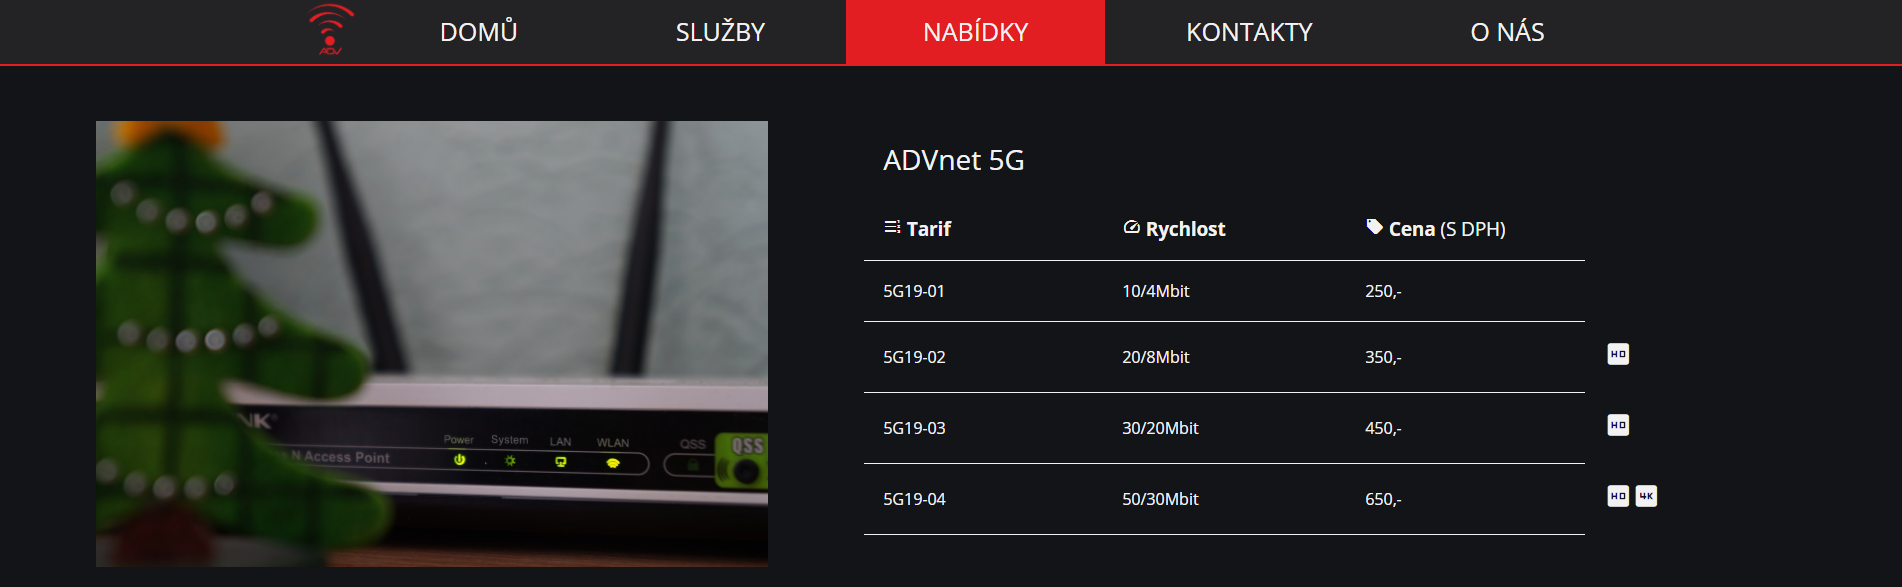 ADV
DOMŮ
SLUŽBY
NABÍDKY
KONTAKTY
O NÁS
NK
Power System LAN WLAN QSS QSS
N Access Point
ADVnet 5G
Tarif Rychlost Cena (S DPH)
5G19-01 10/4Mbit 250,-
5G19-02 20/8Mbit 350,- HD
5G19-03 30/20Mbit 450,- HD
5G19-04 50/30Mbit 650,- HD 4K